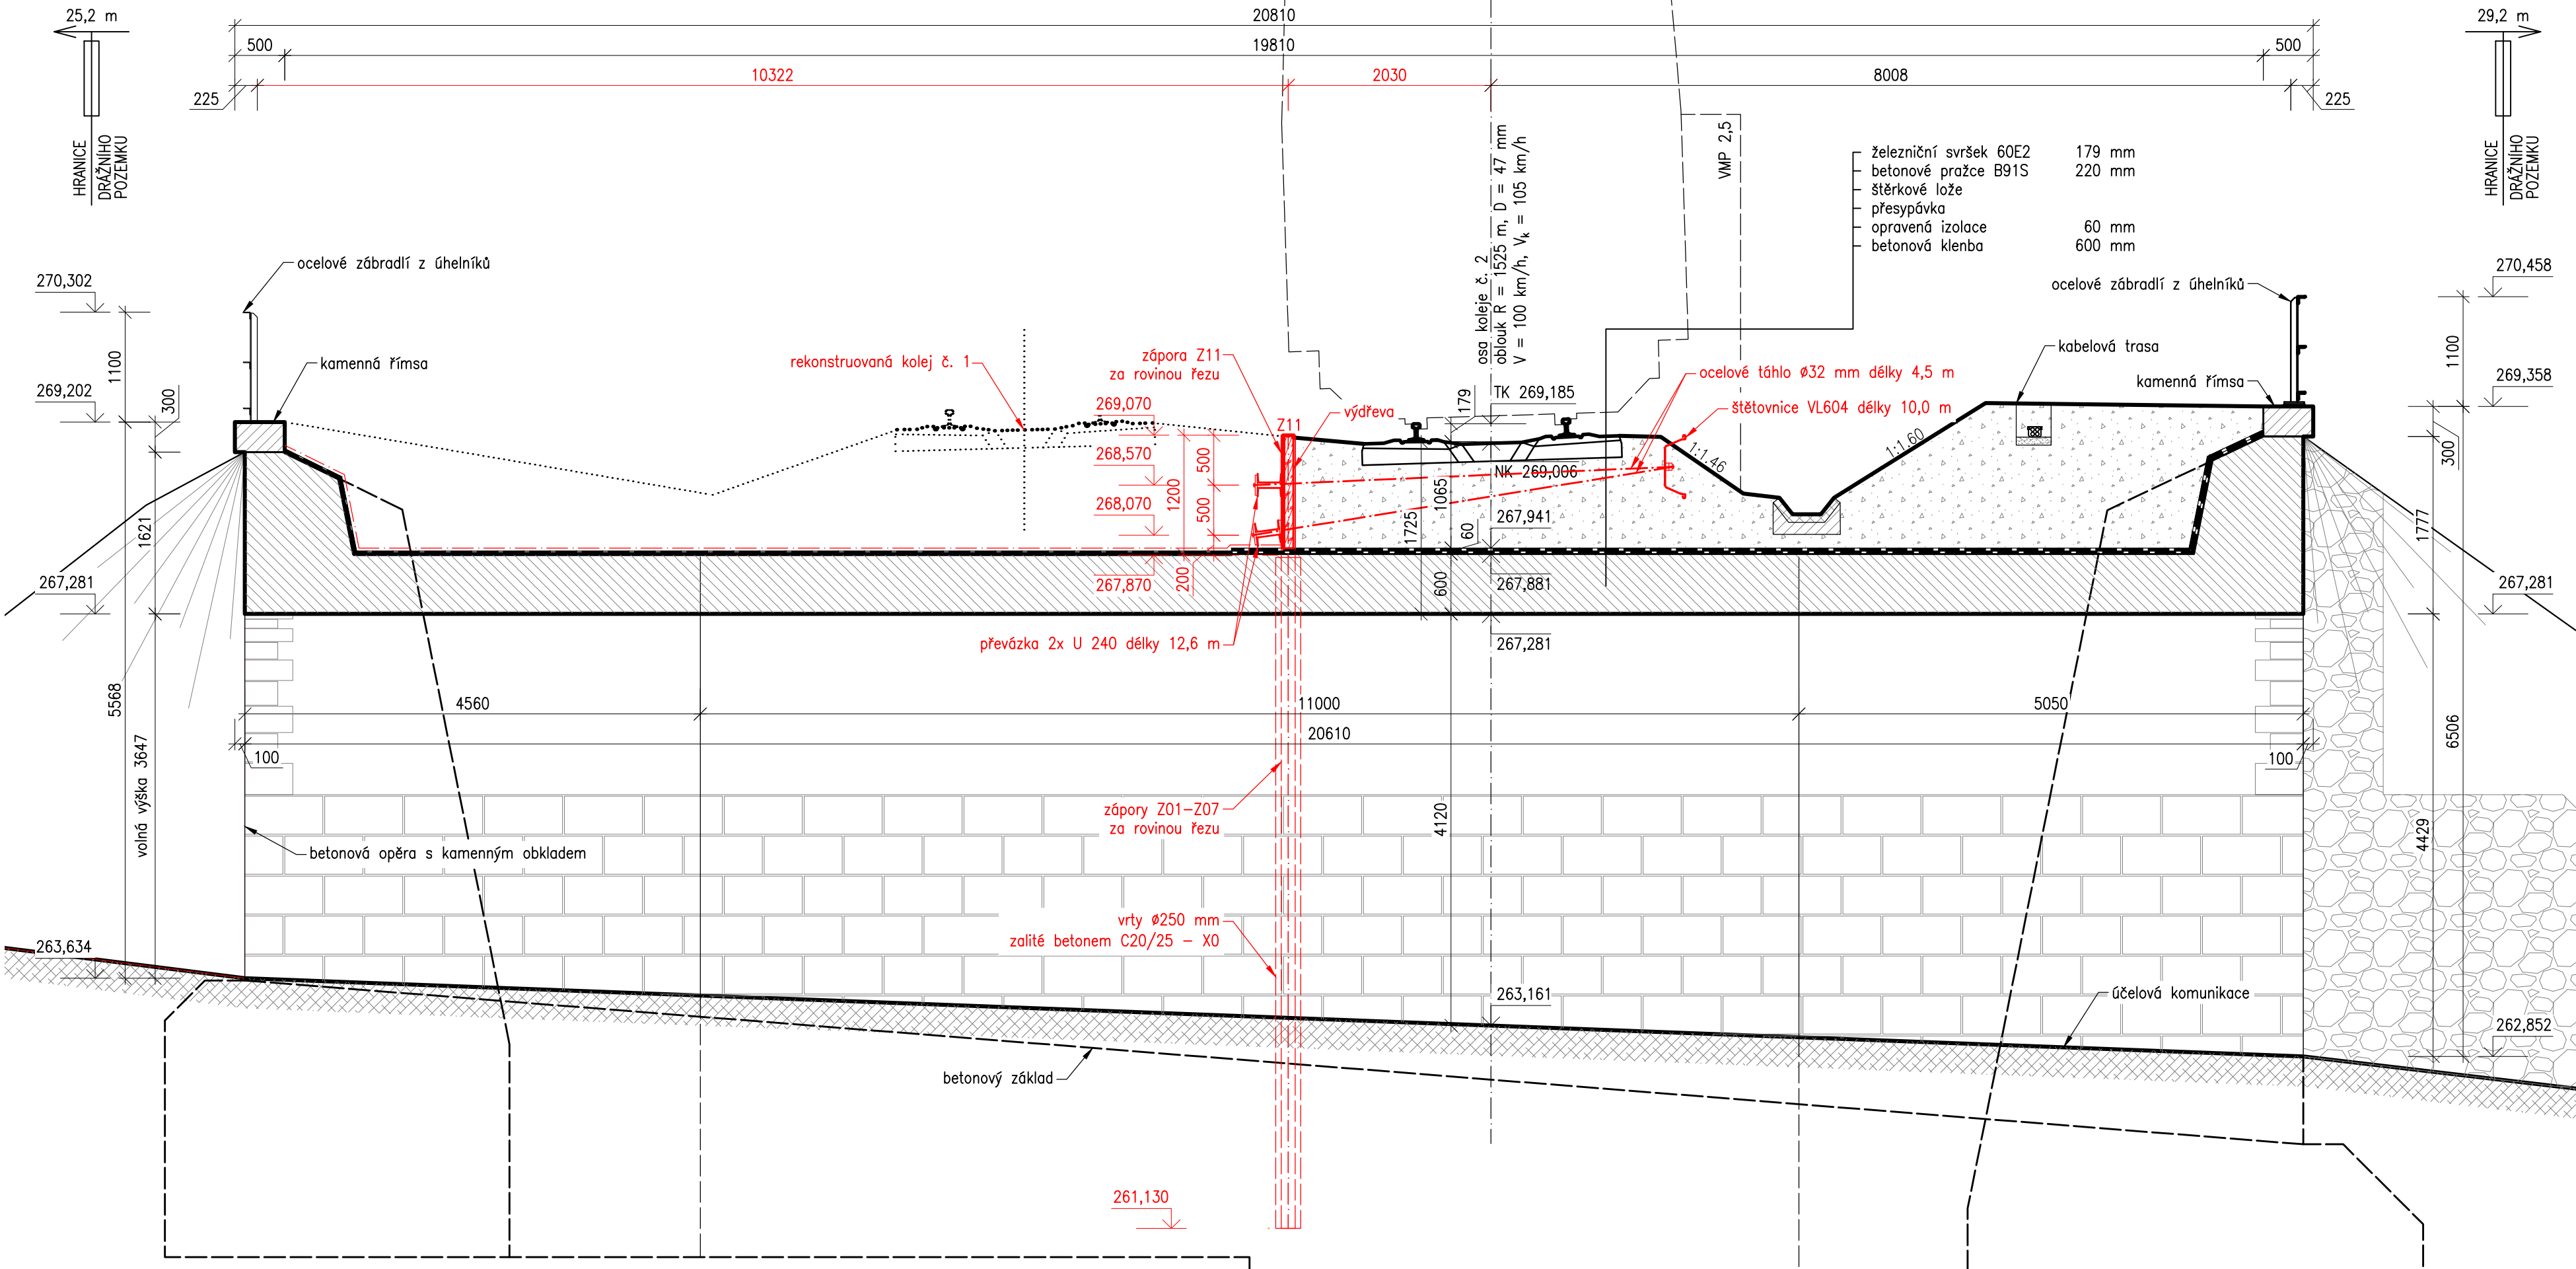 25,2 m
20810
29,2 m
500
19810
500
10322
2030
8008
225
225
HRANICE
DRÁŽNÍHO
POZEMKU
HRANICE
DRÁŽNÍHO
POZEMKU
osa koleje č. 2
oblouk R = 1525 m, D = 47 mm
V = 100 km/h, Vk = 105 km/h
VMP 2,5
železniční svršek 60E2 179 mm
betonové pražce B91S 220 mm
štěrkové lože
přesypávka
opravená izolace 60 mm
betonová klenba 600 mm
270,302
ocelové zábradlí z úhelníků
270,458
ocelové zábradlí z úhelníků
1100
kamenná římsa
rekonstruovaná kolej č. 1
zápora Z11
za rovinou řezu
kabelová trasa
1100
ocelové táhlo ø32 mm délky 4,5 m
kamenná římsa
269,202
300
269,070
výdřeva
179
TK 269,185
štětovnice VL604 délky 10,0 m
269,358
Z11
268,570
500
1200
NK 269,006
1:1.46
1:1.60
300
268,070
500
1065
1725
60
267,941
1621
1777
267,281
267,870
200
600
267,881
267,281
převázka 2x U 240 délky 12,6 m
267,281
5568
4560
11000
5050
20610
100
100
6506
volná výška 3647
zápory Z01-Z07
za rovinou řezu
4120
4429
betonová opěra s kamenným obkladem
vrty ø250 mm
zalité betonem C20/25 - X0
263,634
263,161
účelová komunikace
262,852
betonový základ
261,130